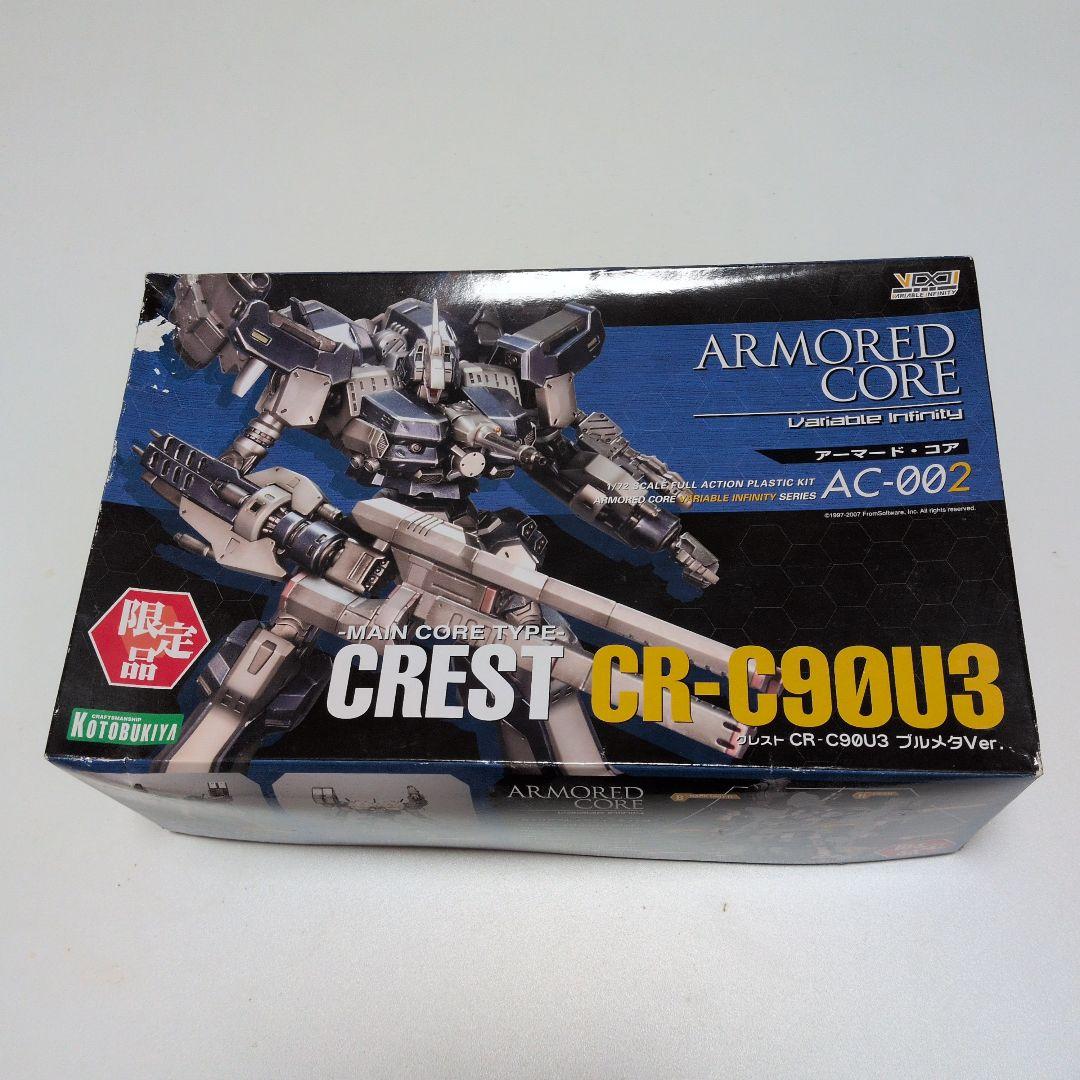 VI
VARIABLE INFINITY
ARMORED
CORE
Variable Infinity
アーマード・コア
1/72 SCALE FULL ACTION PLASTIC KIT
ARMORED CORE VARIABLE INFINITY SERIES
AC-002
©1997-2007 FromSoftware, Inc. All rights reserved.
限定品
CRAFTSMANSHIP
KOTOBUKIYA
-MAIN CORE TYPE-
CREST CR-C90U3
クレスト CR-C90U3 ブルメタVer.
ARMORED
CORE
Variable Infinity